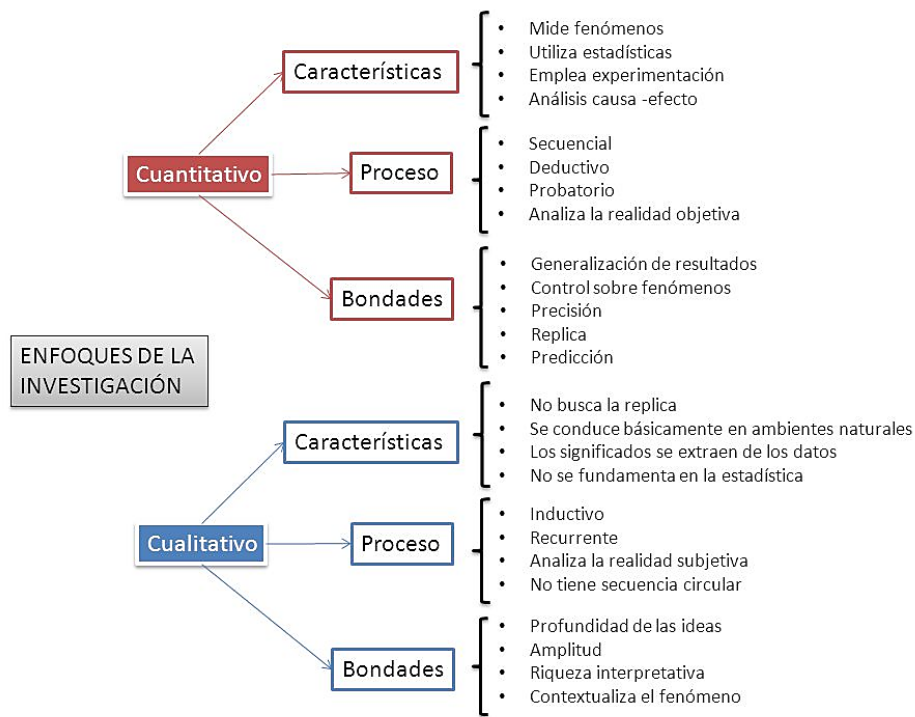 ENFOQUES DE LA
INVESTIGACIÓN
Cuantitativo
Características
• Mide fenómenos
• Utiliza estadísticas
• Emplea experimentación
• Análisis causa -efecto
Proceso
• Secuencial
• Deductivo
• Probatorio
• Analiza la realidad objetiva
Bondades
• Generalización de resultados
• Control sobre fenómenos
• Precisión
• Replica
• Predicción
Cualitativo
Características
• No busca la replica
• Se conduce básicamente en ambientes naturales
• Los significados se extraen de los datos
• No se fundamenta en la estadística
Proceso
• Inductivo
• Recurrente
• Analiza la realidad subjetiva
• No tiene secuencia circular
Bondades
• Profundidad de las ideas
• Amplitud
• Riqueza interpretativa
• Contextualiza el fenómeno